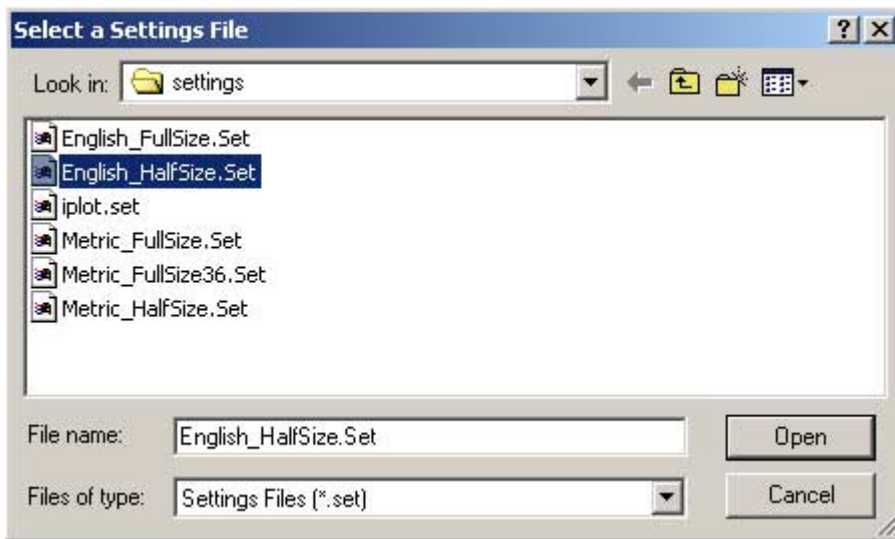 Select a Settings File
Look in: settings
English_FullSize.Set
English_HalfSize.Set
iplot.set
Metric_FullSize.Set
Metric_FullSize36.Set
Metric_HalfSize.Set
File name: English_HalfSize.Set Open
Files of type: Settings Files (*.set) Cancel